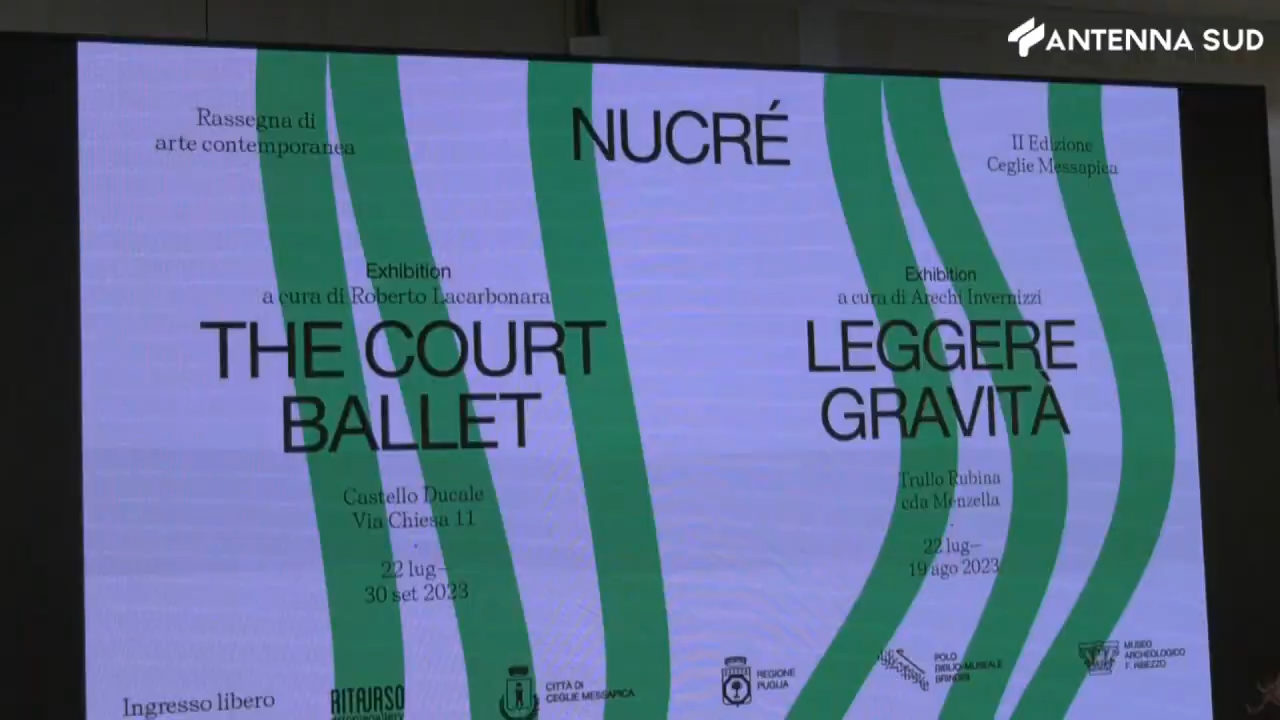 ANTENNA SUD
Rassegna di
arte contemporanea
NUCRÉ
II Edizione
Ceglie Messapica
Exhibition
a cura di Roberto Lacarbonara
THE COURT
BALLET
Castello Ducale
Via Chiesa 11
22 lug–
30 set 2023
Exhibition
a cura di Arechi Invernizzi
LEGGERE
GRAVITÀ
Trullo Rubina
cda Menzella
22 lug–
19 ago 2023
Ingresso libero
RITAURSO
CITTÀ DI
CEGLIE MESSAPICA
REGIONE
PUGLIA
POLO
BIBLIO-MUSEALE
BRINDISI
MUSEO
ARCHEOLOGICO
F. RIBEZZO